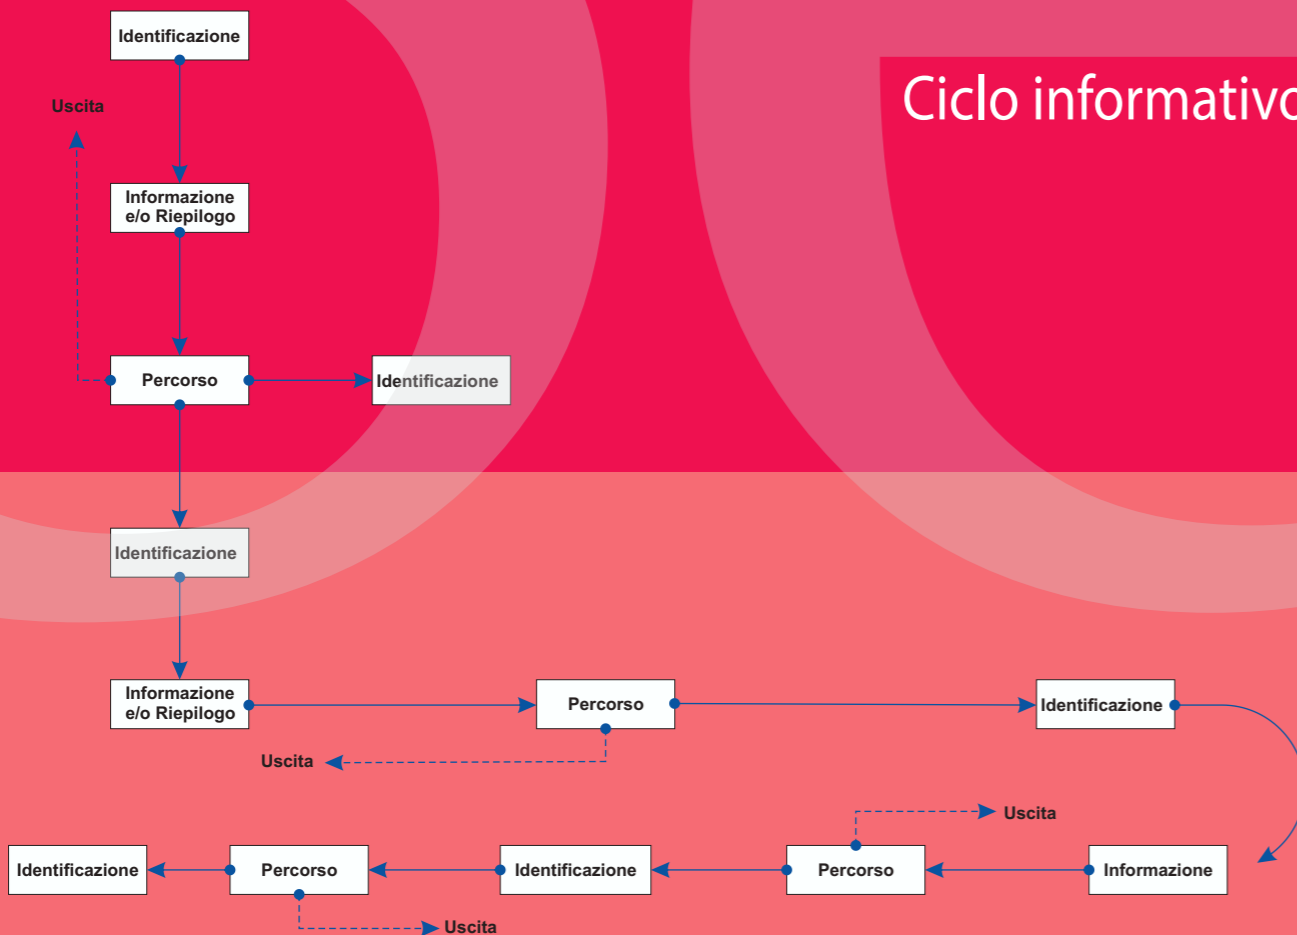 Identificazione
Ciclo informativo
Uscita
Informazione
e/o Riepilogo
Percorso
Identificazione
Identificazione
Informazione
e/o Riepilogo
Percorso
Identificazione
Uscita
Uscita
Identificazione
Percorso
Identificazione
Percorso
Informazione
Uscita